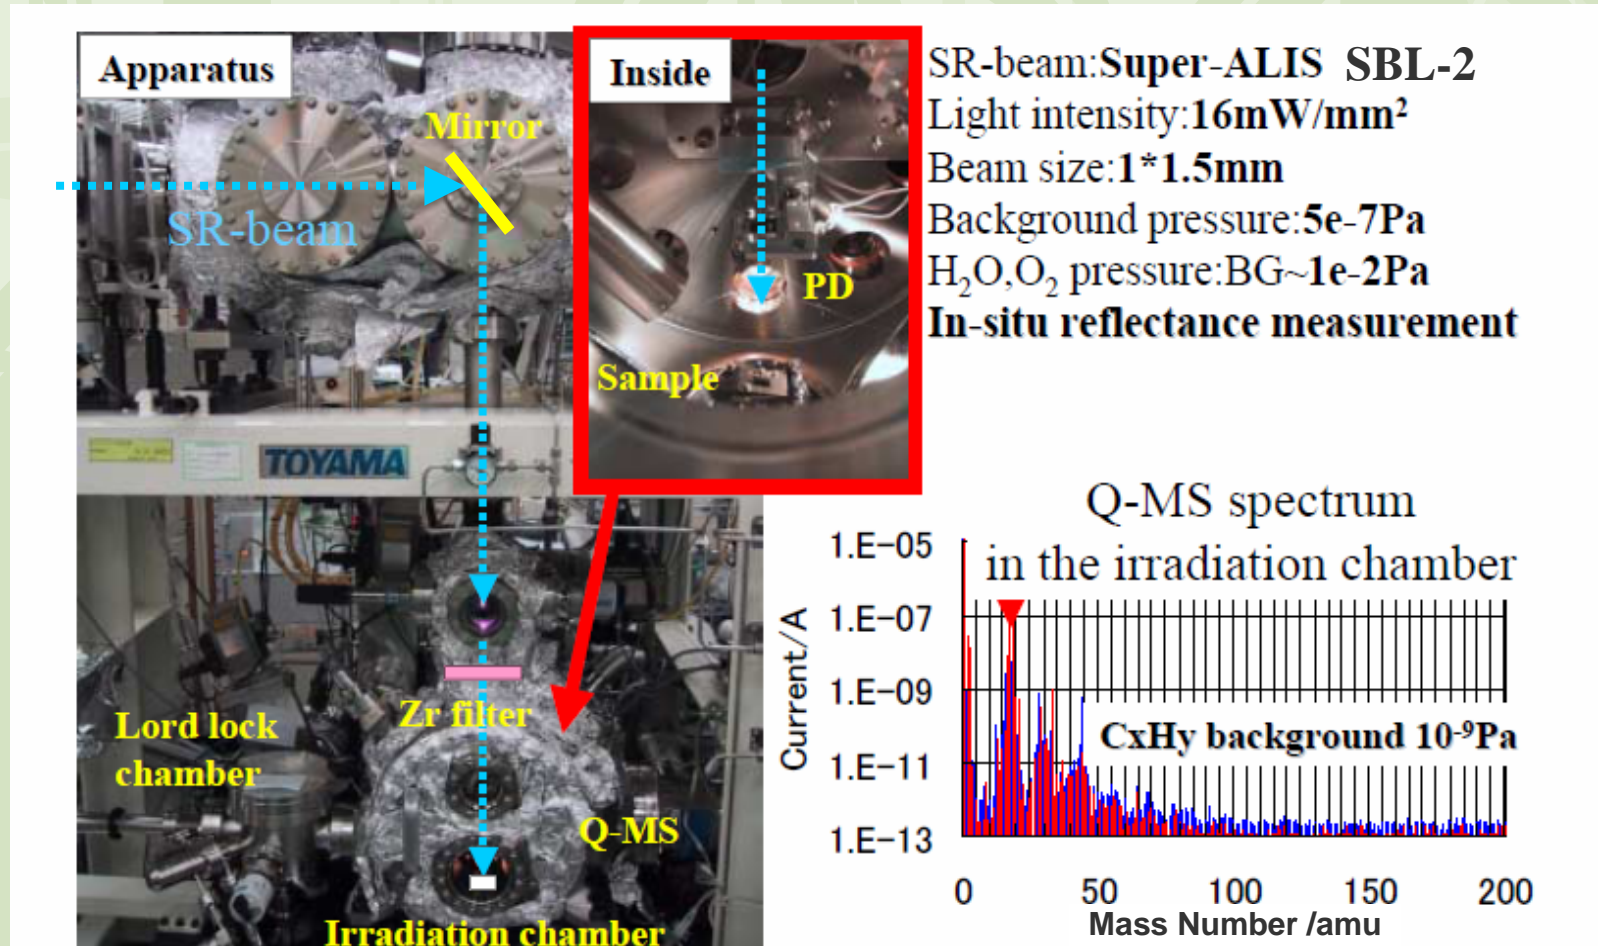 Apparatus
Mirror
SR-beam
TOYAMA
Lord lock
chamber
Zr filter
Q-MS
Irradiation chamber
Inside
PD
Sample
SR-beam:Super-ALIS SBL-2
Light intensity:16mW/mm²
Beam size:1*1.5mm
Background pressure:5e-7Pa
H₂O,O₂ pressure:BG~1e-2Pa
In-situ reflectance measurement
Q-MS spectrum
in the irradiation chamber
Current/A
1.E-05
1.E-07
1.E-09
1.E-11
1.E-13
CxHy background 10⁻⁹Pa
0 50 100 150 200
Mass Number /amu